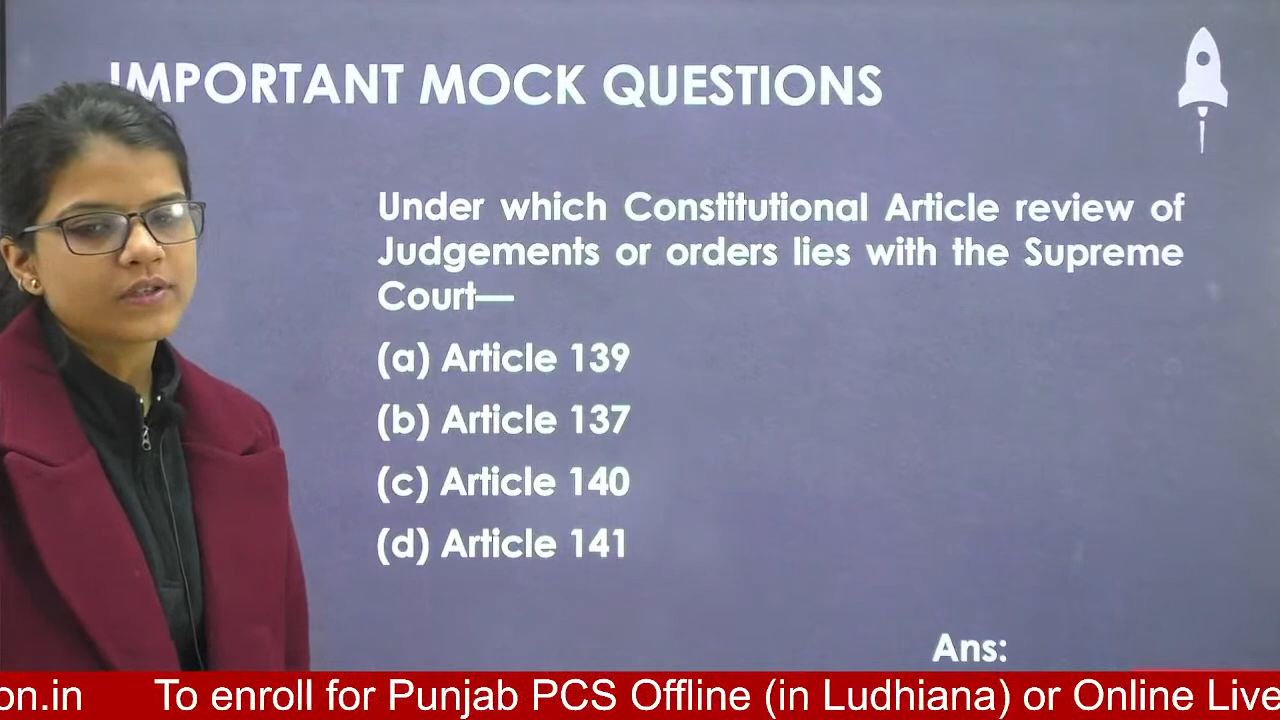 IMPORTANT MOCK QUESTIONS
Under which Constitutional Article review of
Judgements or orders lies with the Supreme
Court—
(a) Article 139
(b) Article 137
(c) Article 140
(d) Article 141
Ans:
on.in To enroll for Punjab PCS Offline (in Ludhiana) or Online Live